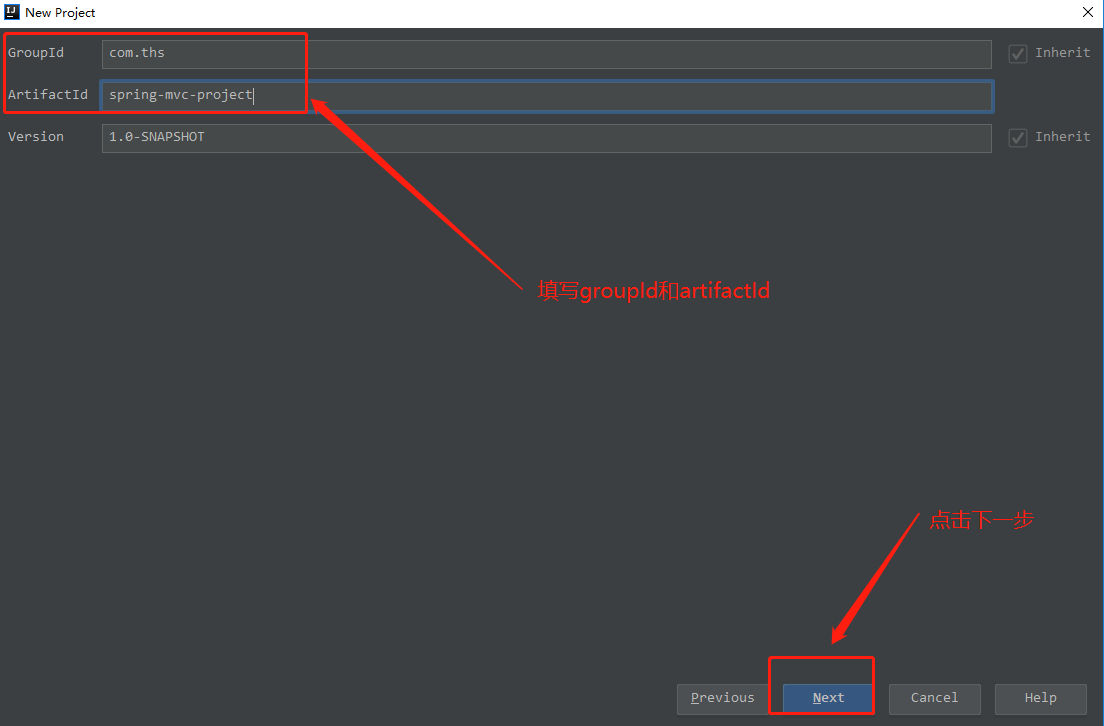 New Project
GroupId com.ths Inherit
ArtifactId spring-mvc-project
Version 1.0-SNAPSHOT Inherit
填写groupId和artifactId
点击下一步
Previous Next Cancel Help